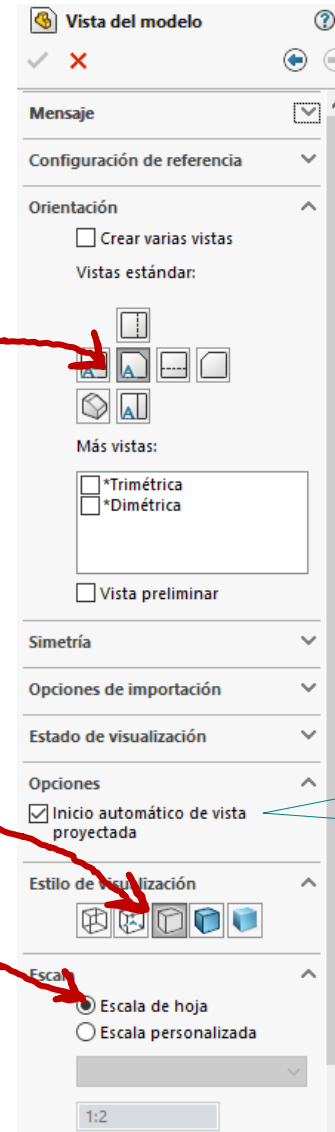 Vista del modelo
Mensaje
Configuración de referencia
Orientación
Crear varias vistas
Vistas estándar:
A A
A
Más vistas:
*Trimétrica
*Dimétrica
Vista preliminar
Simetría
Opciones de importación
Estado de visualización
Opciones
Inicio automático de vista
proyectada
Estilo de visualización
Escala
Escala de hoja
Escala personalizada
1:2